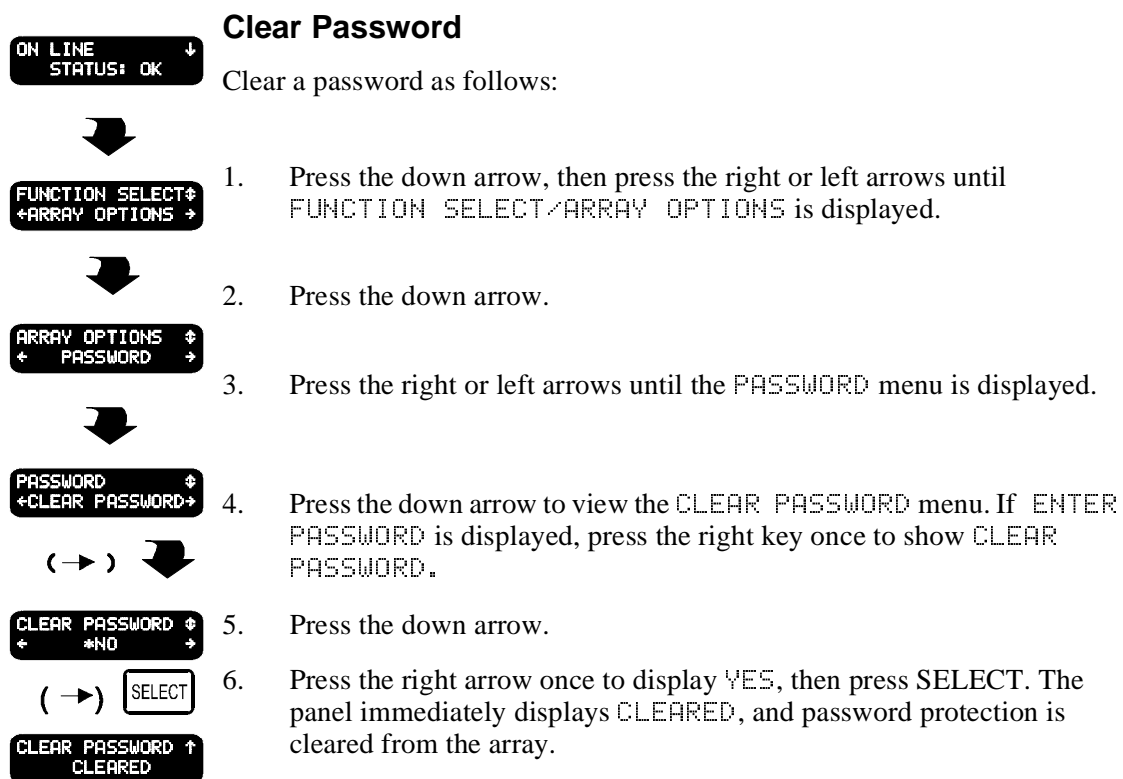 Clear Password
ON LINE ↓
STATUS: OK
Clear a password as follows:
FUNCTION SELECT↕
←ARRAY OPTIONS →
1. Press the down arrow, then press the right or left arrows until
FUNCTION SELECT/ARRAY OPTIONS is displayed.
2. Press the down arrow.
ARRAY OPTIONS ↕
← PASSWORD →
3. Press the right or left arrows until the PASSWORD menu is displayed.
PASSWORD ↕
←CLEAR PASSWORD→
4. Press the down arrow to view the CLEAR PASSWORD menu. If ENTER
PASSWORD is displayed, press the right key once to show CLEAR
PASSWORD.
(→)
CLEAR PASSWORD ↕
← *NO →
5. Press the down arrow.
(→) SELECT
6. Press the right arrow once to display YES, then press SELECT. The
panel immediately displays CLEARED, and password protection is
cleared from the array.
CLEAR PASSWORD ↑
CLEARED